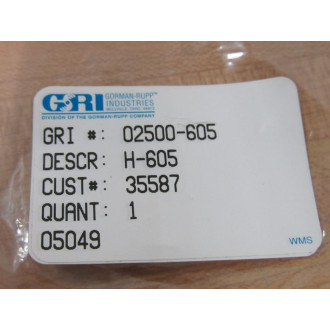 GRI GORMAN-RUPP
INDUSTRIES
DIVISION OF THE GORMAN-RUPP COMPANY
GRI #: 02500-605
DESCR: H-605
CUST#: 35587
QUANT: 1
05049
WMS